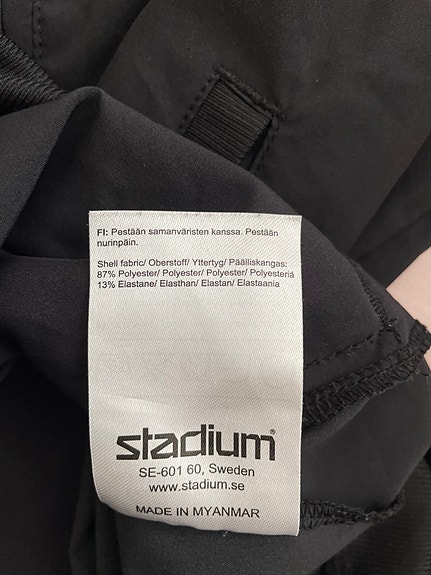 FI: Pestään samanväristen kanssa. Pestään
nurinpäin.
Shell fabric/ Oberstoff/ Yttertyg/ Päälliskangas:
87% Polyester/ Polyester/ Polyester/ Polyesteriä
13% Elastane/ Elasthan/ Elastan/ Elastaania
stadium®
SE-601 60, Sweden
www.stadium.se
MADE IN MYANMAR